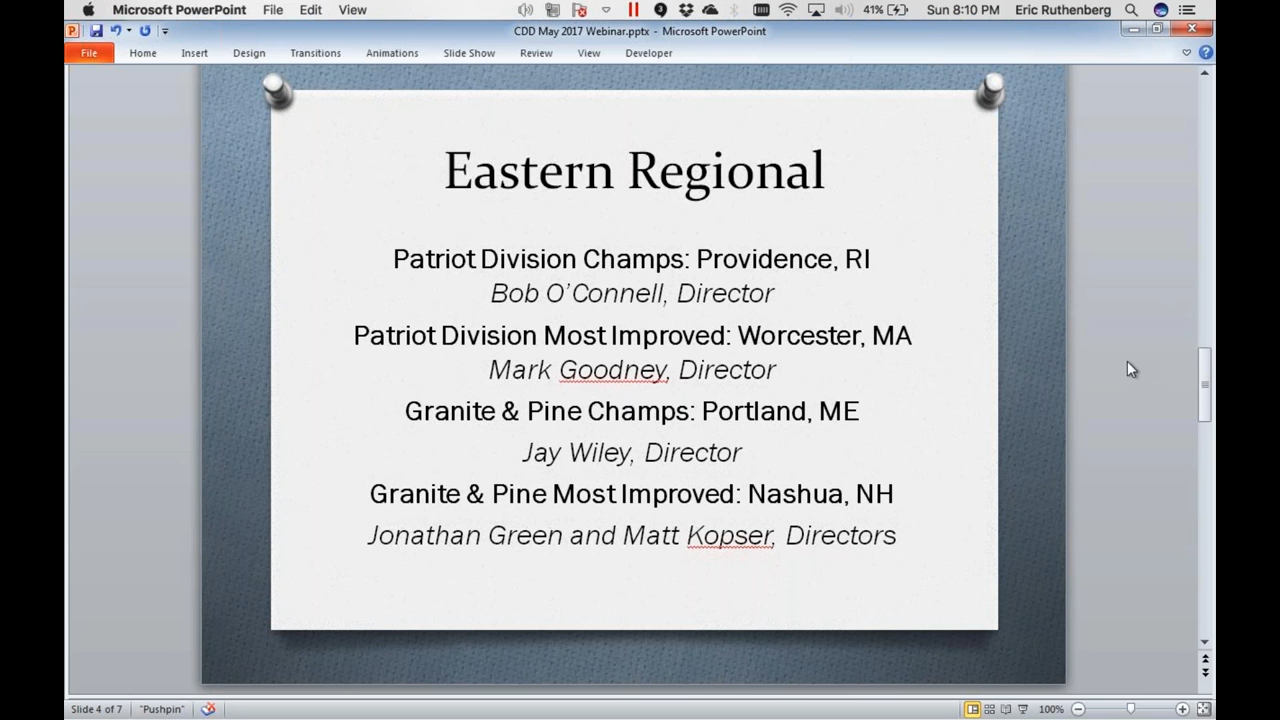 Microsoft PowerPoint File Edit View 41% Sun 8:10 PM Eric Ruthenberg
CDD May 2017 Webinar.pptx - Microsoft PowerPoint
File Home Insert Design Transitions Animations Slide Show Review View Developer
Eastern Regional
Patriot Division Champs: Providence, RI
Bob O’Connell, Director
Patriot Division Most Improved: Worcester, MA
Mark Goodney, Director
Granite & Pine Champs: Portland, ME
Jay Wiley, Director
Granite & Pine Most Improved: Nashua, NH
Jonathan Green and Matt Kopser, Directors
Slide 4 of 7 "Pushpin" 100%